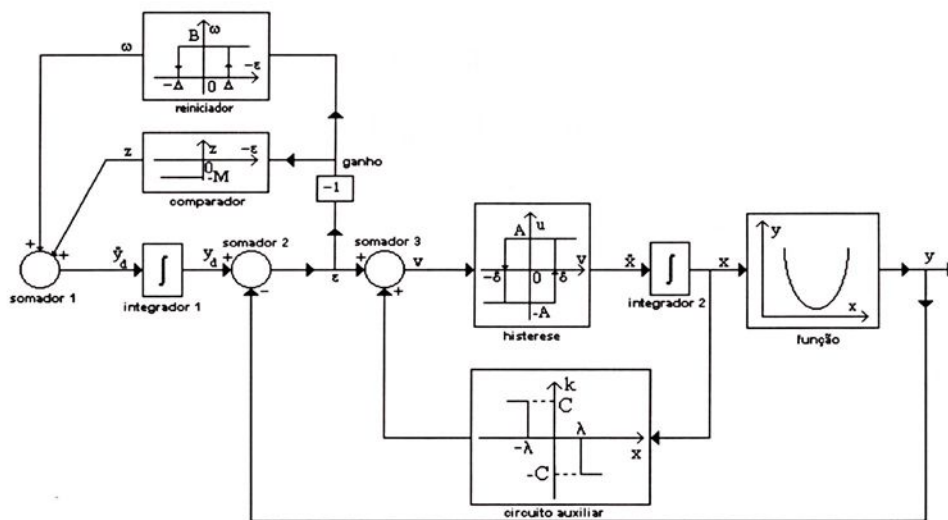 ω
B ω
-ε
-Δ 0 Δ
reiniciador
z
z -ε
0
-M
comparador
ganho
-1
+
+
+
somador 1
ẏd
∫
integrador 1
yd
somador 2
+
-
ε
somador 3
+
+
v
A u
-δ 0 δ v
-A
histerese
ẋ
∫
integrador 2
x
y
x
função
y
k
C
-λ λ
x
-C
circuito auxiliar